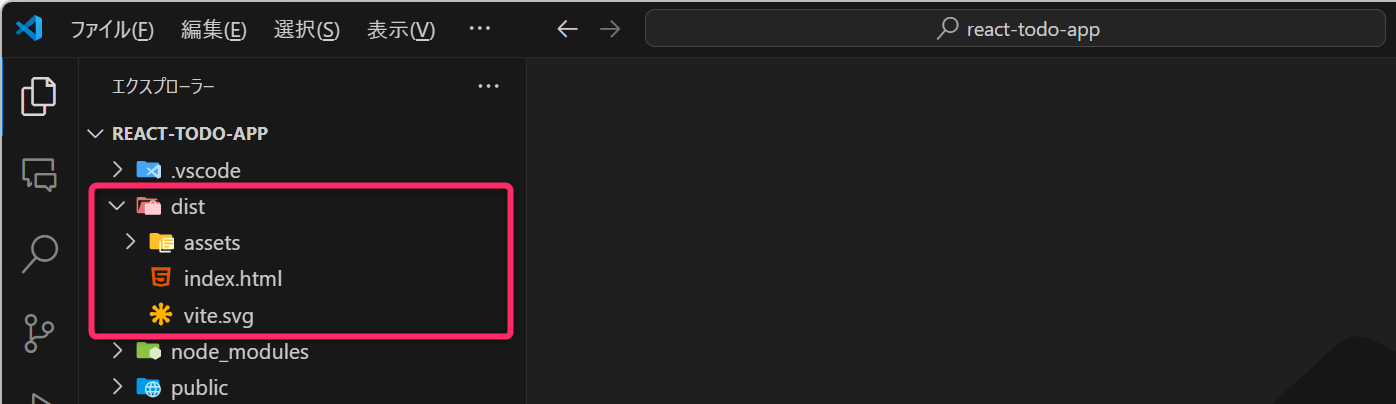 ファイル(F) 編集(E) 選択(S) 表示(V) ··· react-todo-app
エクスプローラー ···
REACT-TODO-APP
.vscode
dist
assets
index.html
vite.svg
node_modules
public